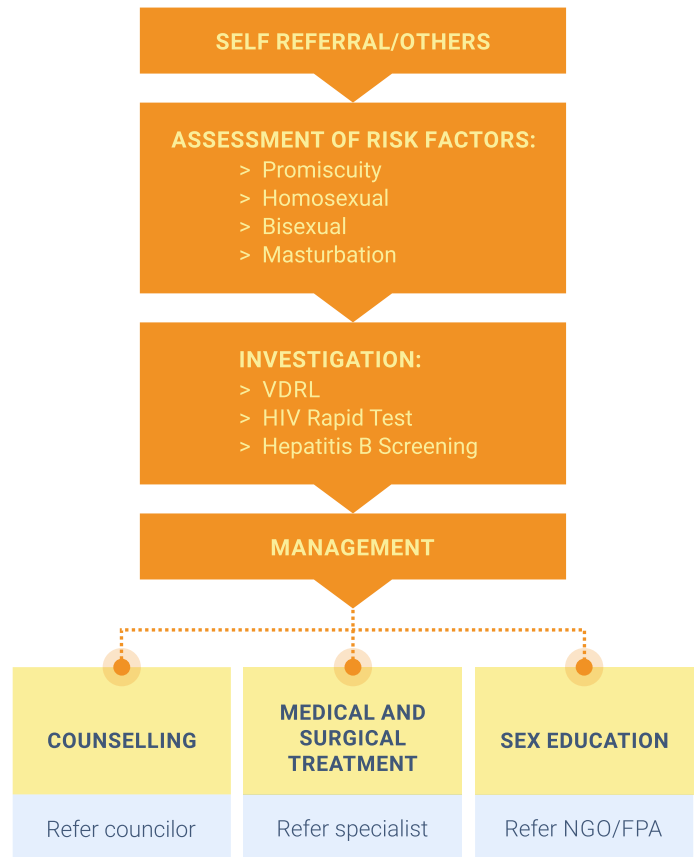 SELF REFERRAL/OTHERS
ASSESSMENT OF RISK FACTORS:
> Promiscuity
> Homosexual
> Bisexual
> Masturbation
INVESTIGATION:
> VDRL
> HIV Rapid Test
> Hepatitis B Screening
MANAGEMENT
COUNSELLING
Refer councilor
MEDICAL AND
SURGICAL
TREATMENT
Refer specialist
SEX EDUCATION
Refer NGO/FPA